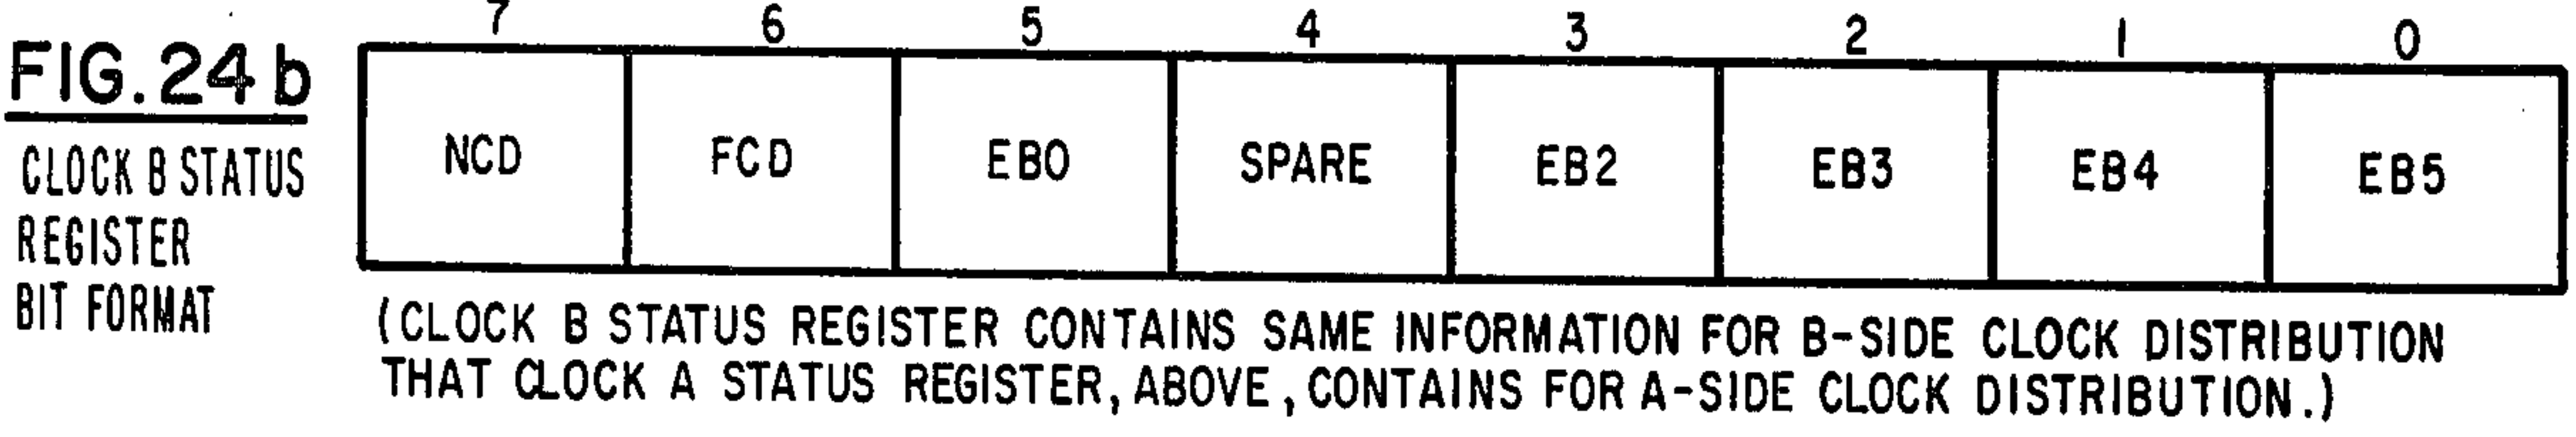 7 6 5 4 3 2 1 0
FIG. 24 b
NCD FCD EB0 SPARE EB2 EB3 EB4 EB5
CLOCK B STATUS
REGISTER
BIT FORMAT
(CLOCK B STATUS REGISTER CONTAINS SAME INFORMATION FOR B-SIDE CLOCK DISTRIBUTION
THAT CLOCK A STATUS REGISTER, ABOVE, CONTAINS FOR A-SIDE CLOCK DISTRIBUTION.)